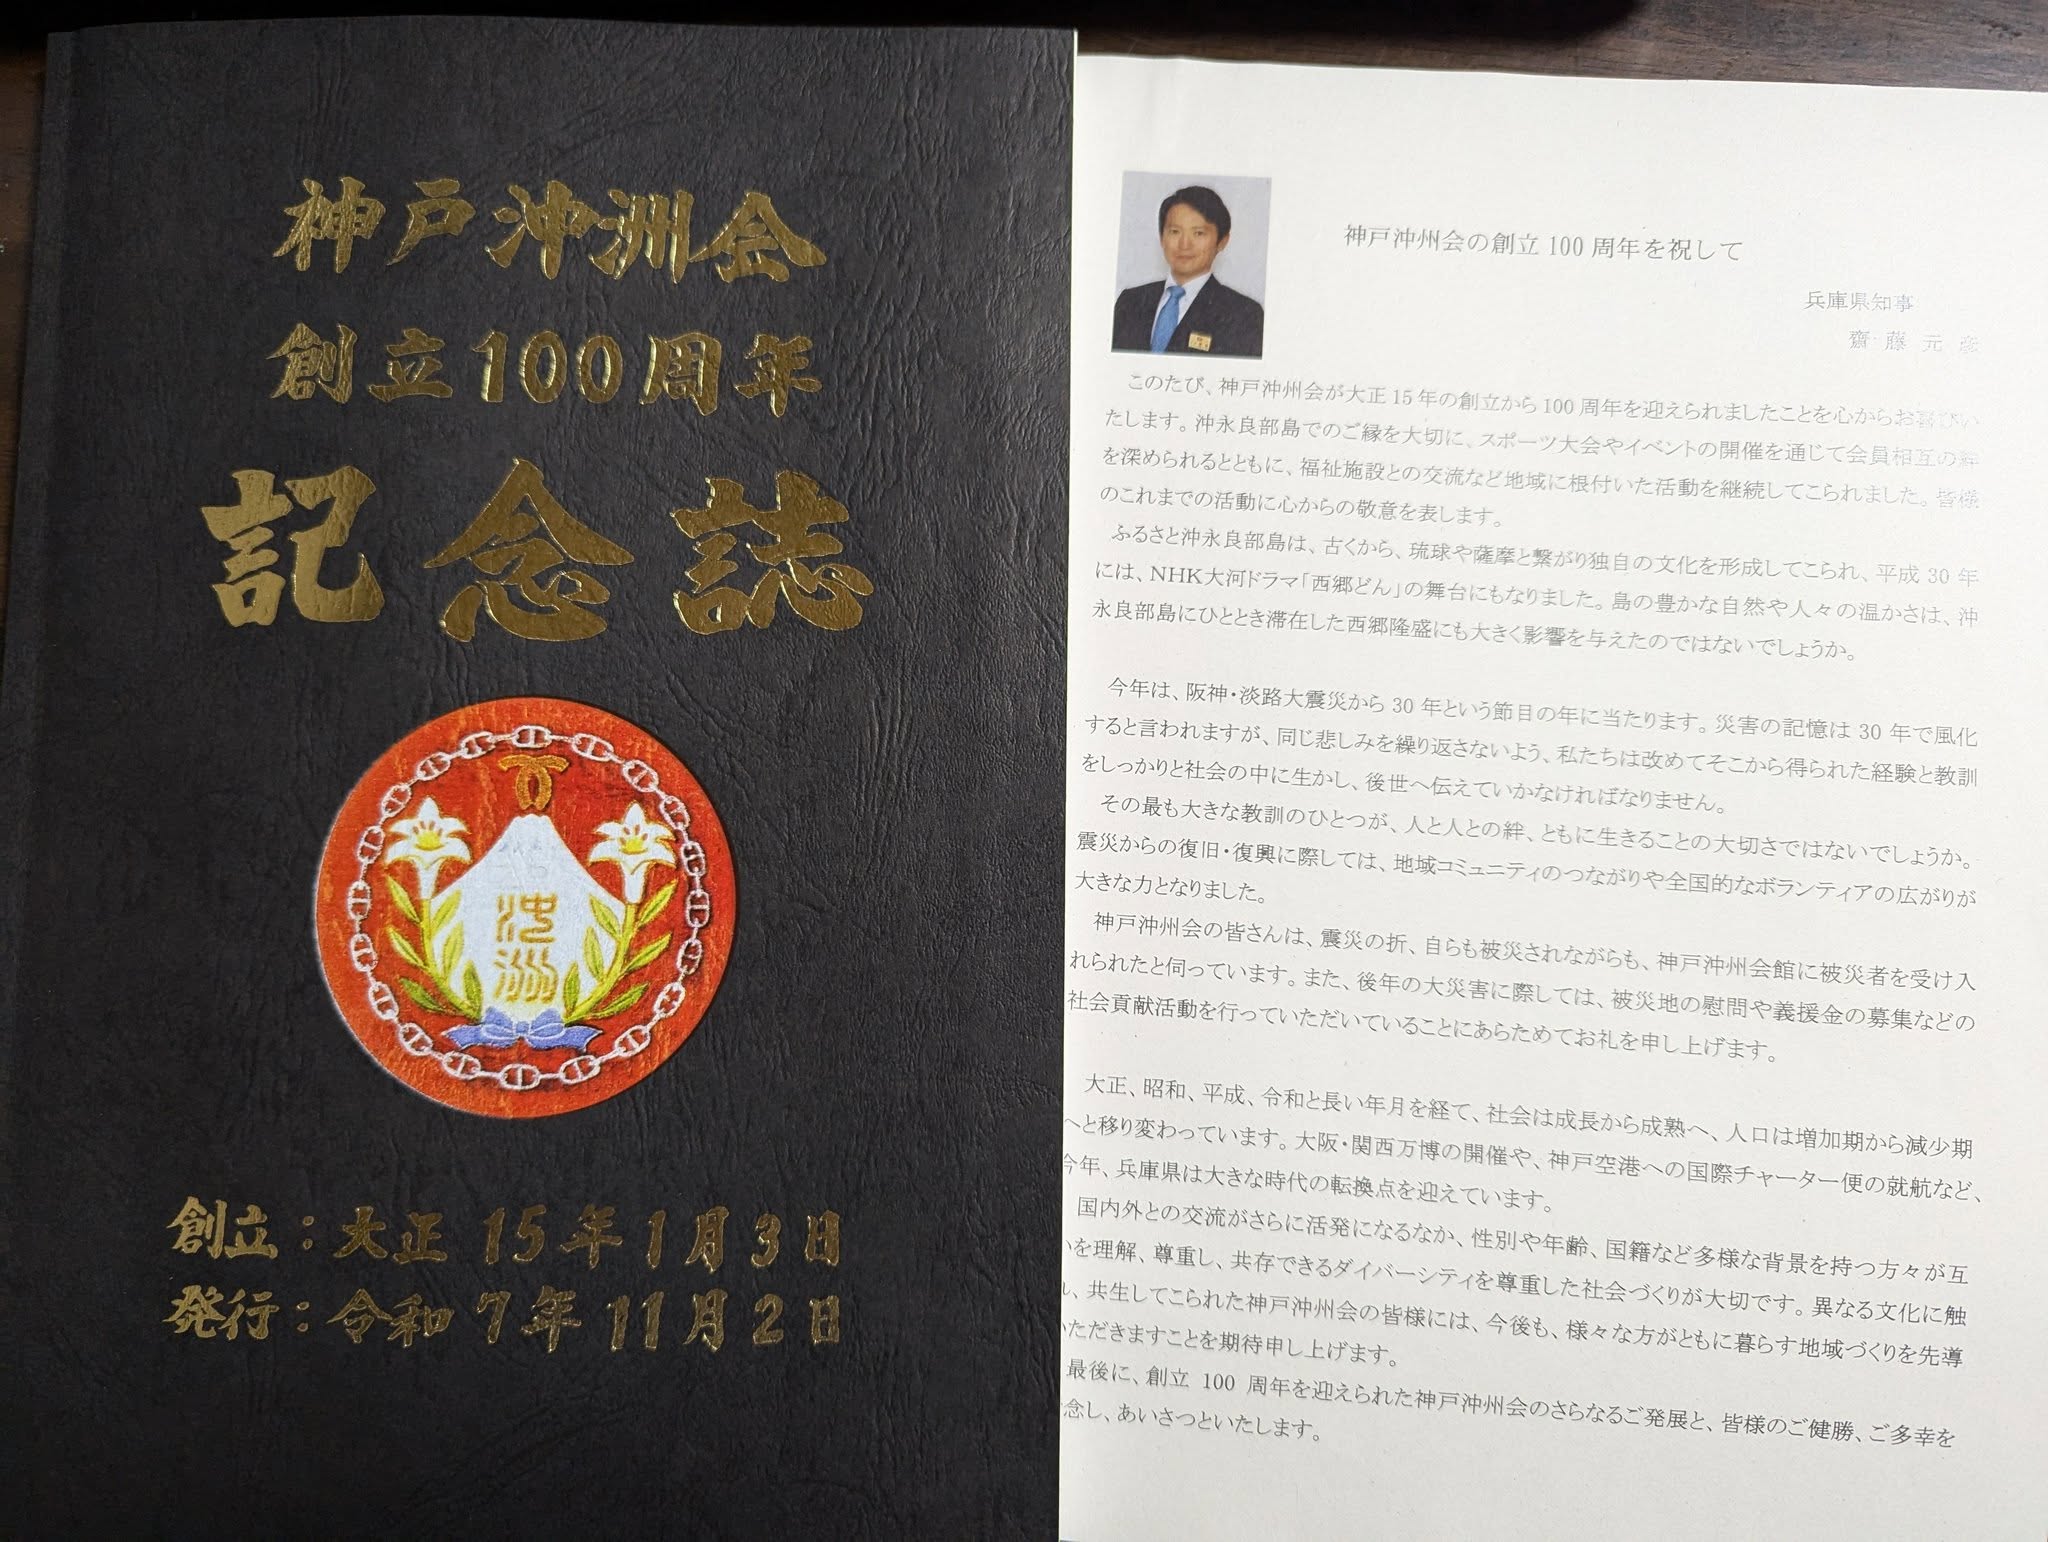 神戸沖洲会
創立100周年
記念誌
沖
洲
創立：大正15年1月3日
発行：令和7年11月2日
神戸沖州会の創立100周年を祝して
兵庫県知事
齋藤元彦
このたび、神戸沖州会が大正15年の創立から100周年を迎えられましたことを心からお喜びい
たします。沖永良部島でのご縁を大切に、スポーツ大会やイベントの開催を通じて会員相互の絆
を深められるとともに、福祉施設との交流など地域に根付いた活動を継続してこられました。皆様
のこれまでの活動に心からの敬意を表します。
ふるさと沖永良部島は、古くから、琉球や薩摩と繋がり独自の文化を形成してこられ、平成30年
には、NHK大河ドラマ「西郷どん」の舞台にもなりました。島の豊かな自然や人々の温かさは、沖
永良部島にひととき滞在した西郷隆盛にも大きく影響を与えたのではないでしょうか。
今年は、阪神・淡路大震災から30年という節目の年に当たります。災害の記憶は30年で風化
すると言われますが、同じ悲しみを繰り返さないよう、私たちは改めてそこから得られた経験と教訓
をしっかりと社会の中に生かし、後世へ伝えていかなければなりません。
その最も大きな教訓のひとつが、人と人との絆、ともに生きることの大切さではないでしょうか。
震災からの復旧・復興に際しては、地域コミュニティのつながりや全国的なボランティアの広がりが
大きな力となりました。
神戸沖州会の皆さんは、震災の折、自らも被災されながらも、神戸沖州会館に被災者を受け入
れられたと伺っています。また、後年の大災害に際しては、被災地の慰問や義援金の募集などの
社会貢献活動を行っていただいていることにあらためてお礼を申し上げます。
大正、昭和、平成、令和と長い年月を経て、社会は成長から成熟へ、人口は増加期から減少期
へと移り変わっています。大阪・関西万博の開催や、神戸空港への国際チャーター便の就航など、
今年、兵庫県は大きな時代の転換点を迎えています。
国内外との交流がさらに活発になるなか、性別や年齢、国籍など多様な背景を持つ方々が互
いを理解、尊重し、共存できるダイバーシティを尊重した社会づくりが大切です。異なる文化に触
れ、共生してこられた神戸沖州会の皆様には、今後も、様々な方がともに暮らす地域づくりを先導
いただきますことを期待申し上げます。
最後に、創立100周年を迎えられた神戸沖州会のさらなるご発展と、皆様のご健勝、ご多幸を
念し、あいさつといたします。